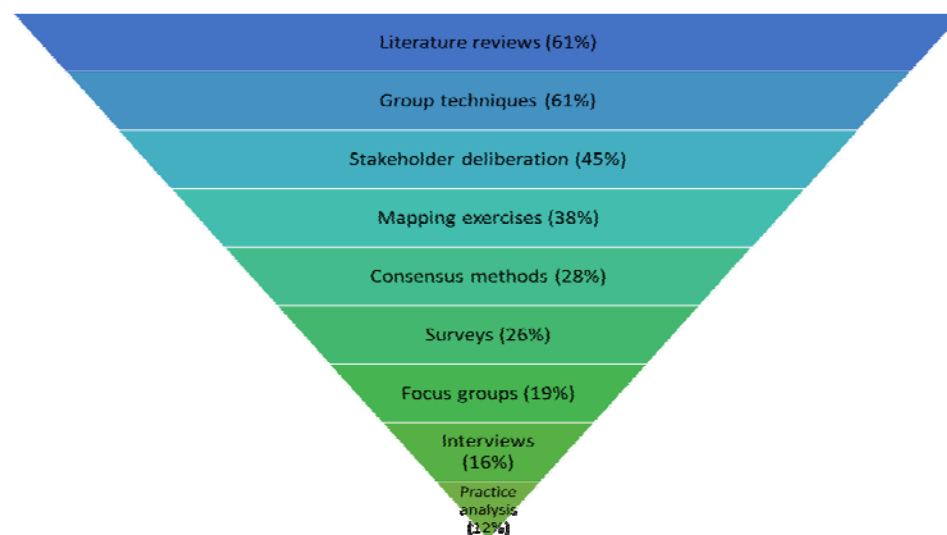 Literature reviews (61%)
Group techniques (61%)
Stakeholder deliberation (45%)
Mapping exercises (38%)
Consensus methods (28%)
Surveys (26%)
Focus groups (19%)
Interviews
(16%)
Practice
analysis
(12%)